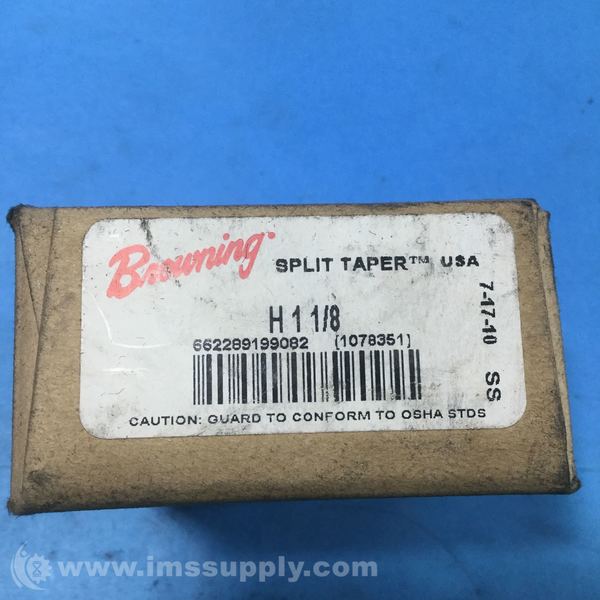 Browning SPLIT TAPER™ USA
H 1 1/8
662289199082 [1078351]
CAUTION: GUARD TO CONFORM TO OSHA STDS
7-17-10 SS
www.imssupply.com